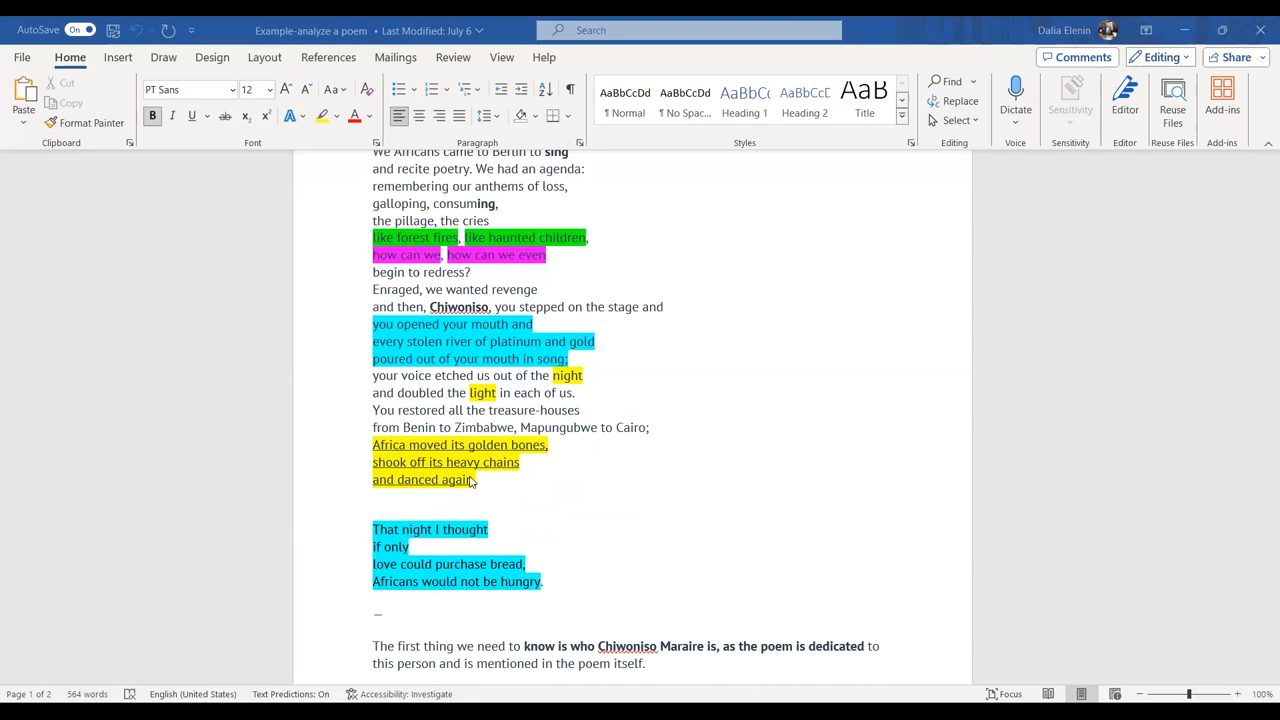 AutoSave On Example-analyze a poem • Last Modified: July 6 Search Dalia Elenin
File Home Insert Draw Design Layout References Mailings Review View Help Comments Editing Share
Paste Cut Copy Format Painter PT Sans 12 AaBbCcDd AaBbCcDd AaBbCc AaBbCcD AaB Find Replace Select Dictate Sensitivity Editor Reuse Files Add-ins
¶ Normal ¶ No Spac... Heading 1 Heading 2 Title
Clipboard Font Paragraph Styles Editing Voice Sensitivity Editor Reuse Files Add-ins
We Africans came to Berlin to sing
and recite poetry. We had an agenda:
remembering our anthems of loss,
galloping, consuming,
the pillage, the cries
like forest fires, like haunted children,
how can we, how can we even
begin to redress?
Enraged, we wanted revenge
and then, Chiwoniso, you stepped on the stage and
you opened your mouth and
every stolen river of platinum and gold
poured out of your mouth in song;
your voice etched us out of the night
and doubled the light in each of us.
You restored all the treasure-houses
from Benin to Zimbabwe, Mapungubwe to Cairo;
Africa moved its golden bones,
shook off its heavy chains
and danced again
That night I thought
if only
love could purchase bread,
Africans would not be hungry.
—
The first thing we need to know is who Chiwoniso Maraire is, as the poem is dedicated to
this person and is mentioned in the poem itself.
Page 1 of 2 564 words English (United States) Text Predictions: On Accessibility: Investigate Focus 100%